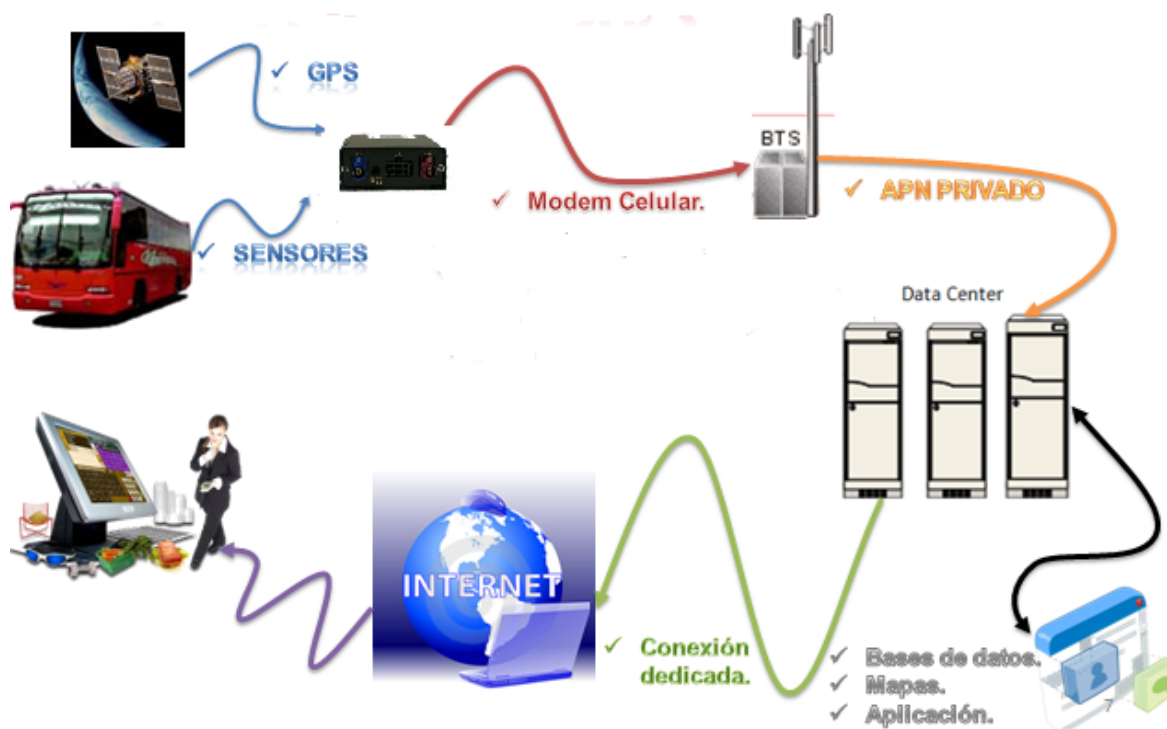 ✓ GPS
BTS
✓ Modem Celular.
✓ APN PRIVADO
✓ SENSORES
Data Center
INTERNET
✓ Conexión
dedicada.
✓ Bases de datos.
✓ Mapas.
✓ Aplicación.
7